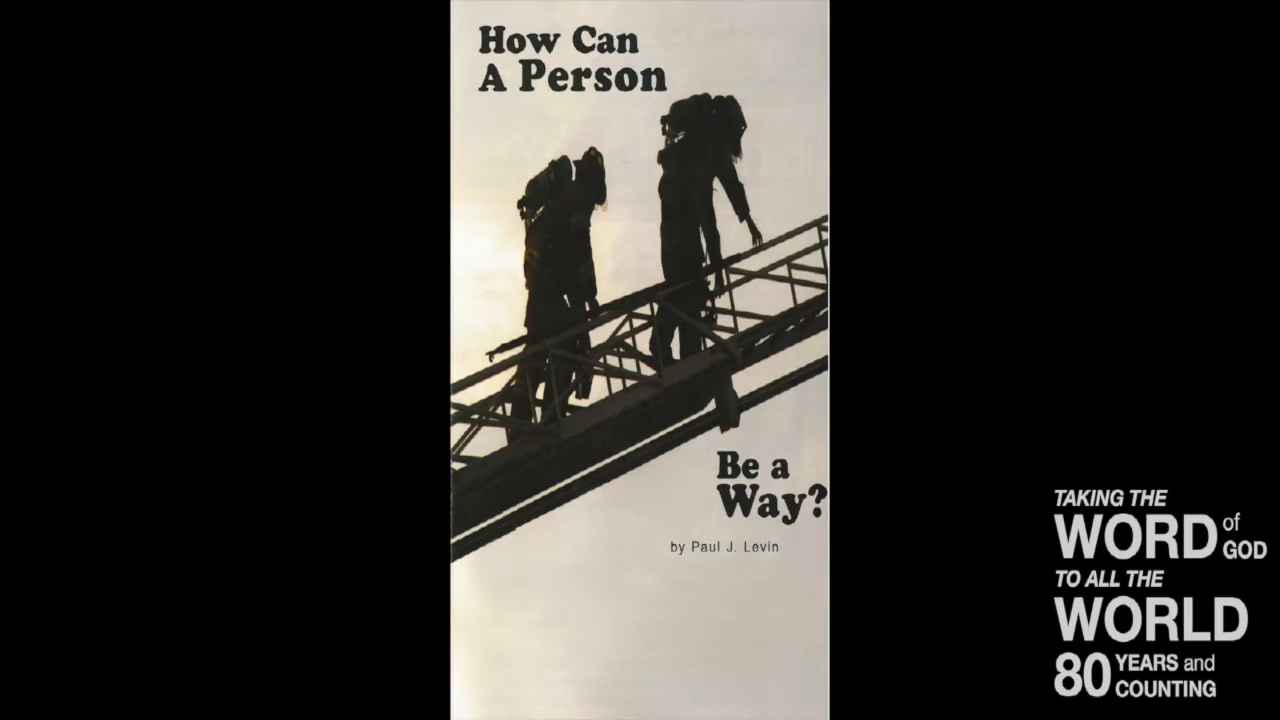 How Can
A Person
Be a
Way?
by Paul J. Levin
TAKING THE
WORD of
GOD
TO ALL THE
WORLD
80 YEARS and
COUNTING